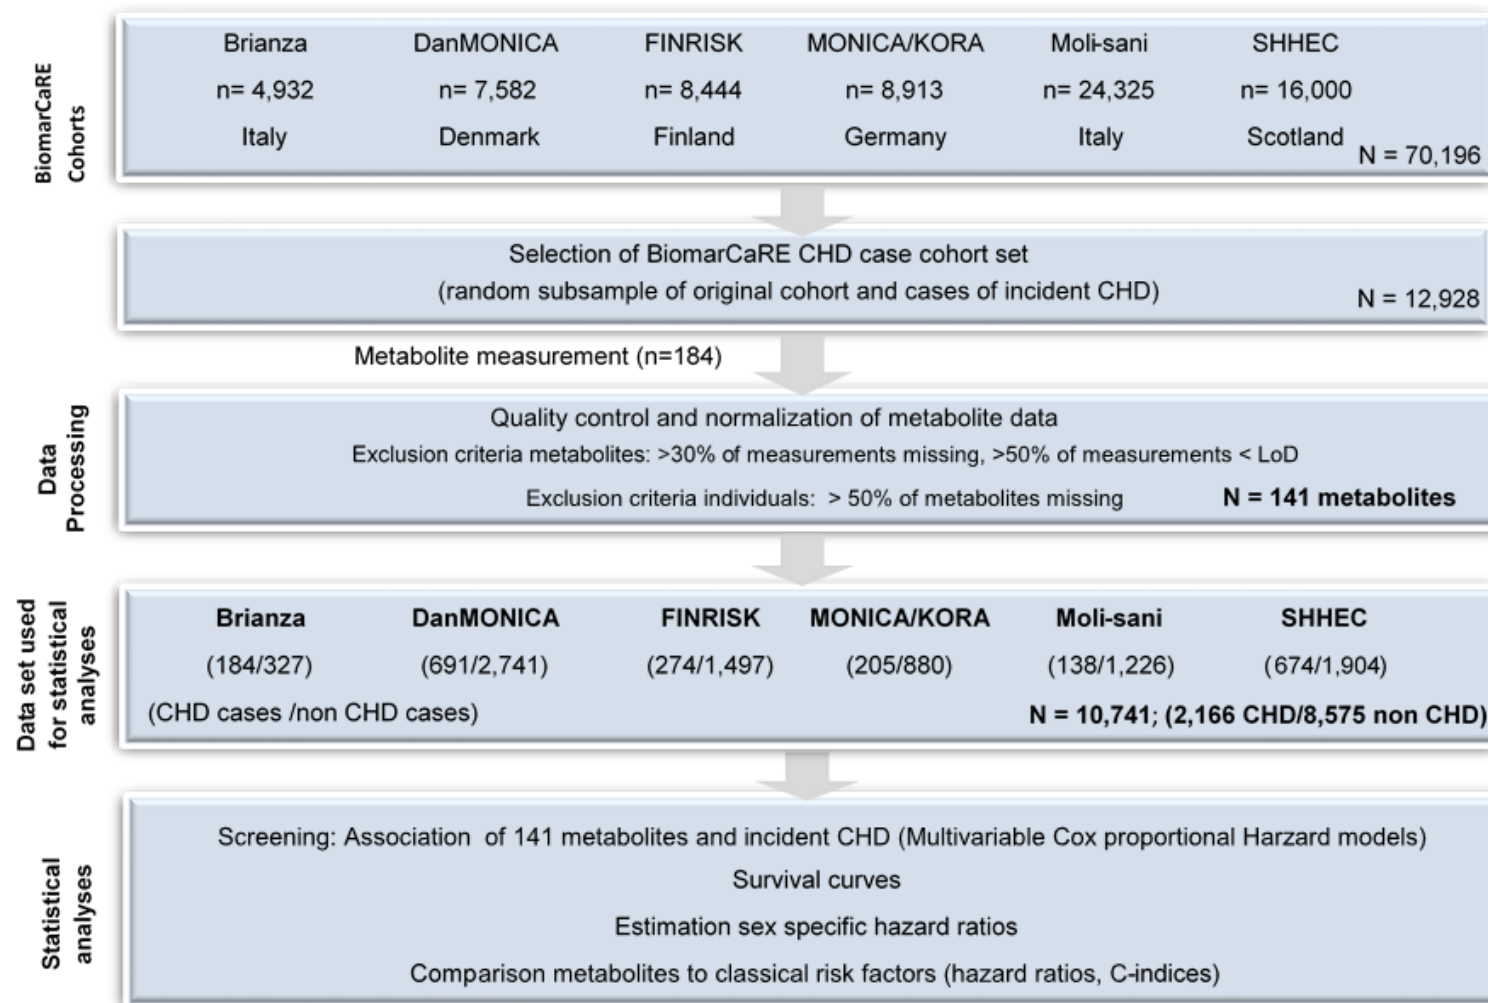 BiomarCaRE
Cohorts
Brianza DanMONICA FINRISK MONICA/KORA Moli-sani SHHEC
n= 4,932 n= 7,582 n= 8,444 n= 8,913 n= 24,325 n= 16,000
Italy Denmark Finland Germany Italy Scotland
N = 70,196
Selection of BiomarCaRE CHD case cohort set
(random subsample of original cohort and cases of incident CHD)
N = 12,928
Metabolite measurement (n=184)
Data
Processing
Quality control and normalization of metabolite data
Exclusion criteria metabolites: >30% of measurements missing, >50% of measurements < LoD
Exclusion criteria individuals: > 50% of metabolites missing N = 141 metabolites
Data set used
for statistical
analyses
Brianza DanMONICA FINRISK MONICA/KORA Moli-sani SHHEC
(184/327) (691/2,741) (274/1,497) (205/880) (138/1,226) (674/1,904)
(CHD cases /non CHD cases) N = 10,741; (2,166 CHD/8,575 non CHD)
Statistical
analyses
Screening: Association of 141 metabolites and incident CHD (Multivariable Cox proportional Harzard models)
Survival curves
Estimation sex specific hazard ratios
Comparison metabolites to classical risk factors (hazard ratios, C-indices)